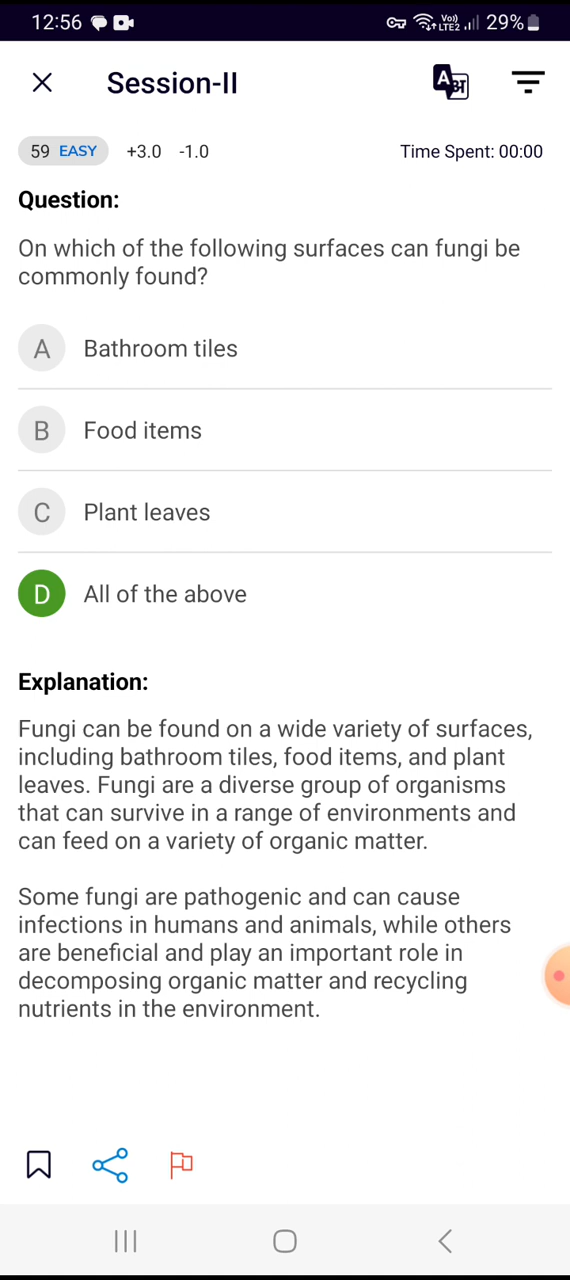 12:56 Vo)) LTE2 29%
Session-II
59 EASY +3.0 -1.0 Time Spent: 00:00
Question:
On which of the following surfaces can fungi be
commonly found?
A Bathroom tiles
B Food items
C Plant leaves
D All of the above
Explanation:
Fungi can be found on a wide variety of surfaces,
including bathroom tiles, food items, and plant
leaves. Fungi are a diverse group of organisms
that can survive in a range of environments and
can feed on a variety of organic matter.
Some fungi are pathogenic and can cause
infections in humans and animals, while others
are beneficial and play an important role in
decomposing organic matter and recycling
nutrients in the environment.